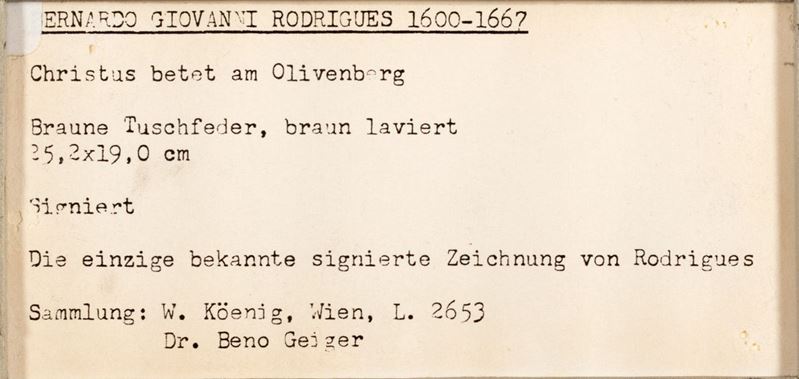 BERNARDO GIOVANNI RODRIGUES 1600-1667
Christus betet am Olivenberg
Braune Tuschfeder, braun laviert
25,2x19,0 cm
Signiert
Die einzige bekannte signierte Zeichnung von Rodrigues
Sammlung: W. Köenig, Wien, L. 2653
Dr. Beno Geiger